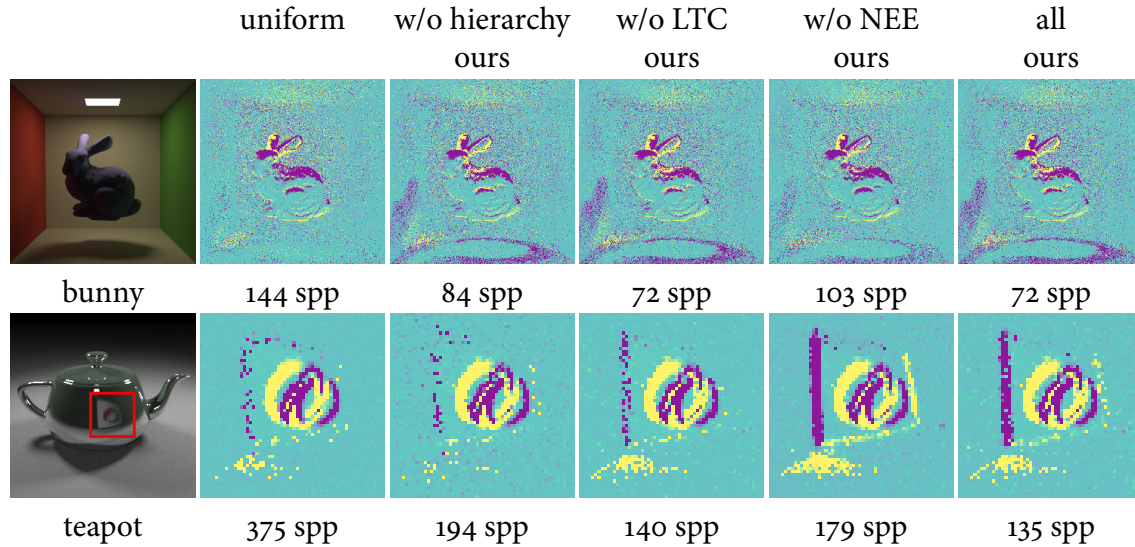 uniform w/o hierarchy w/o LTC w/o NEE all
ours ours ours ours
bunny 144 spp 84 spp 72 spp 103 spp 72 spp
teapot 375 spp 194 spp 140 spp 179 spp 135 spp